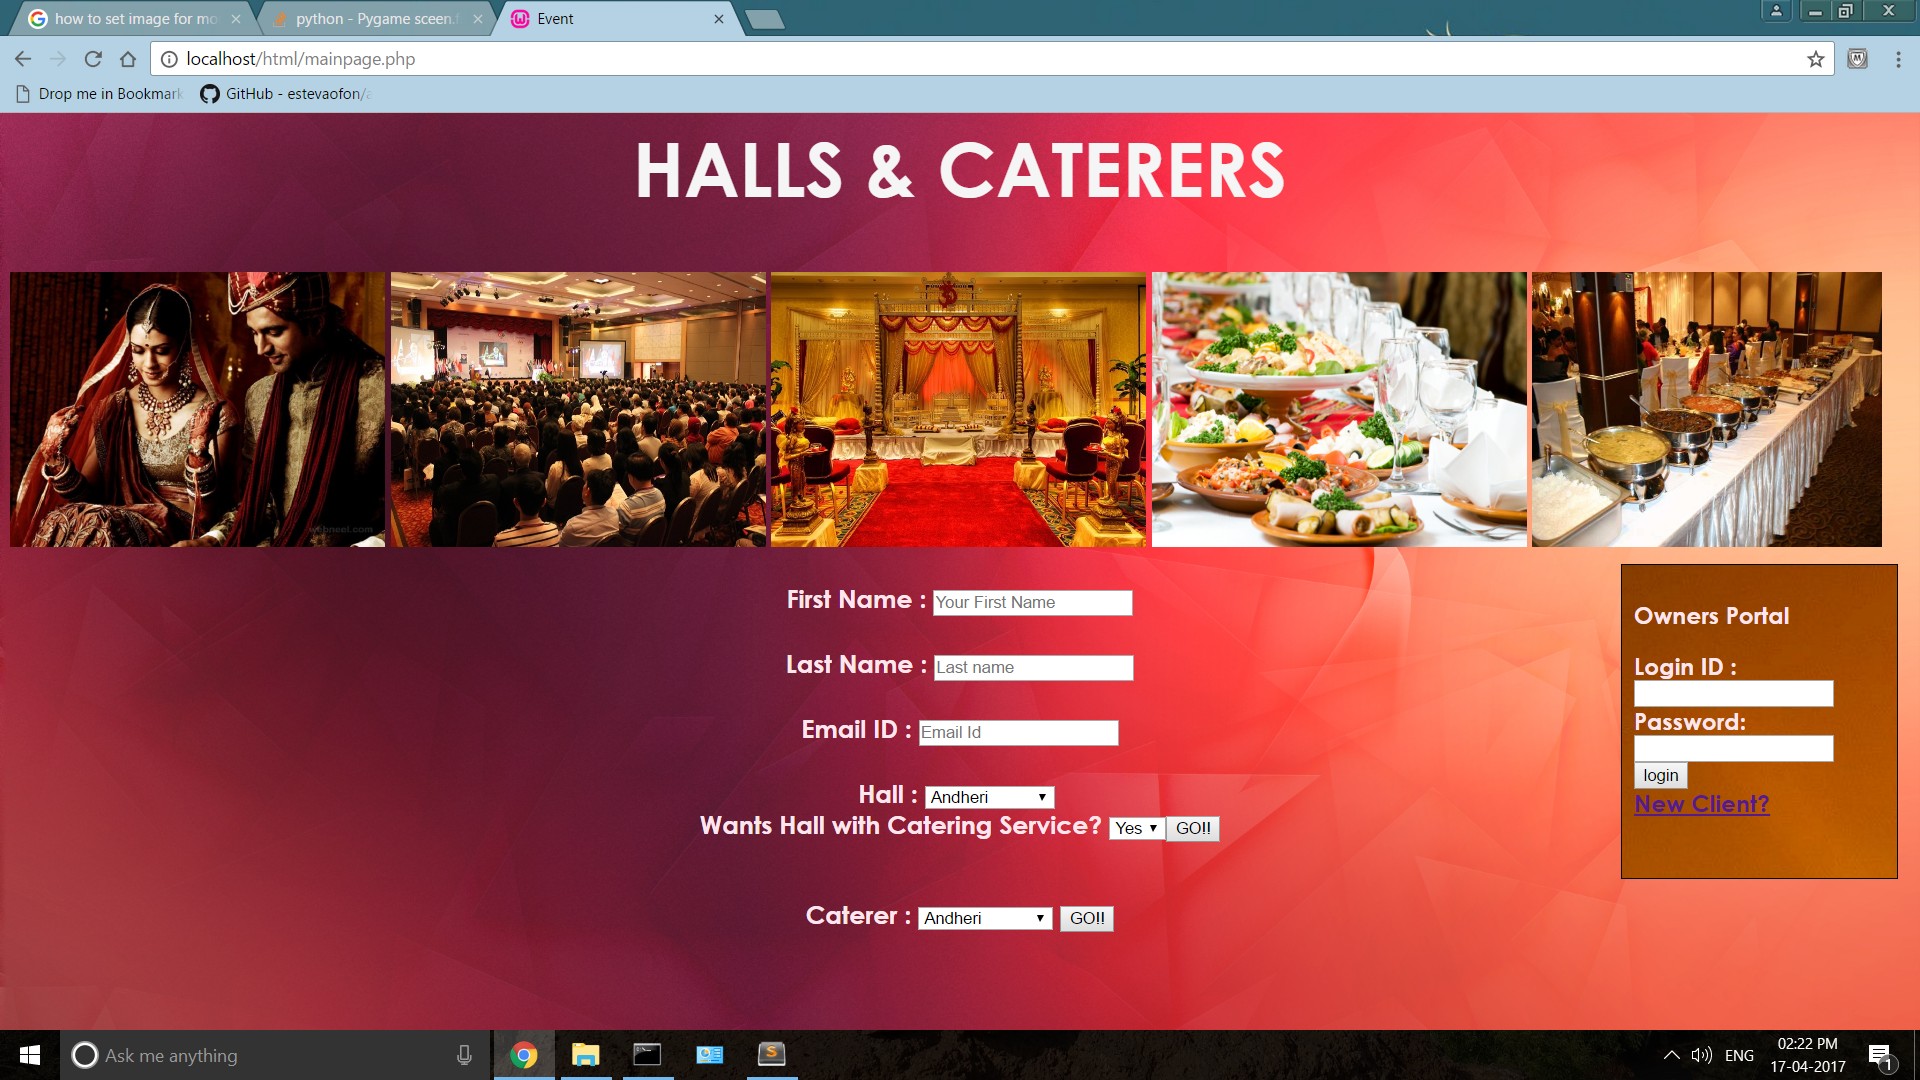 how to set image for mo
python - Pygame sceen.f
Event
localhost/html/mainpage.php
Drop me in Bookmark
GitHub - estevaofon/a
HALLS & CATERERS
webneel.com
First Name : Your First Name
Last Name : Last name
Email ID : Email Id
Hall : Andheri
Wants Hall with Catering Service? Yes GO!!
Caterer : Andheri GO!!
Owners Portal
Login ID :
Password:
login
New Client?
Ask me anything
ENG
02:22 PM
17-04-2017
1